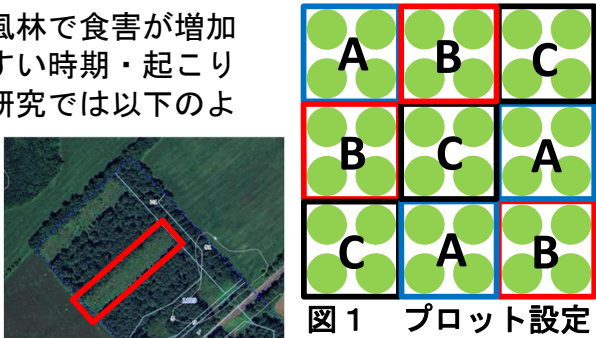 風林で食害が増加
すい時期・起こり
研究では以下のよ
A B C
B C A
C A B
図1 プロット設定